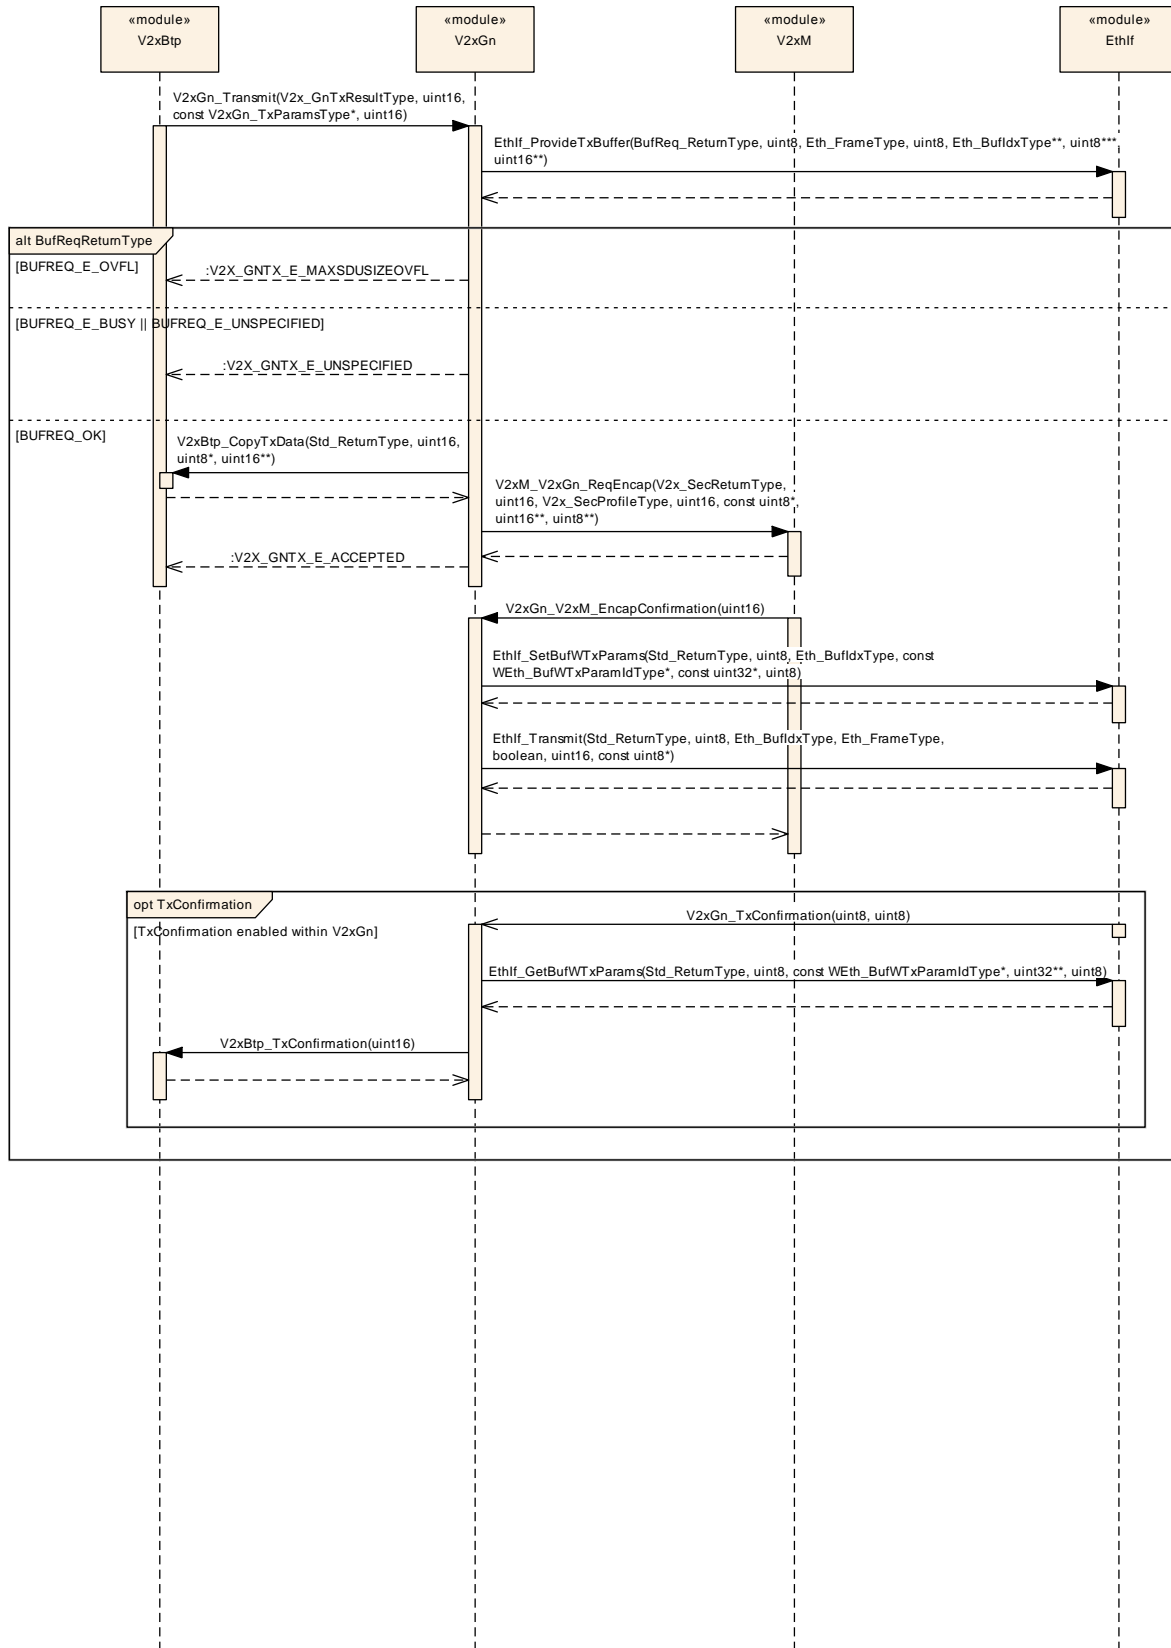 «module»
V2xBtp
«module»
V2xGn
«module»
V2xM
«module»
EthIf
V2xGn_Transmit(V2x_GnTxResultType, uint16,
const V2xGn_TxParamsType*, uint16)
EthIf_ProvideTxBuffer(BufReq_ReturnType, uint8, Eth_FrameType, uint8, Eth_BufIdxType**, uint8***,
uint16**)
alt BufReqReturnType
[BUFREQ_E_OVFL]
:V2X_GNTX_E_MAXSDUSIZEOVFL
[BUFREQ_E_BUSY || BUFREQ_E_UNSPECIFIED]
:V2X_GNTX_E_UNSPECIFIED
[BUFREQ_OK]
V2xBtp_CopyTxData(Std_ReturnType, uint16,
uint8*, uint16**)
V2xM_V2xGn_ReqEncap(V2x_SecReturnType,
uint16, V2x_SecProfileType, uint16, const uint8*,
uint16**, uint8**)
:V2X_GNTX_E_ACCEPTED
V2xGn_V2xM_EncapConfirmation(uint16)
EthIf_SetBufWTxParams(Std_ReturnType, uint8, Eth_BufIdxType, const
WEth_BufWTxParamIdType*, const uint32*, uint8)
EthIf_Transmit(Std_ReturnType, uint8, Eth_BufIdxType, Eth_FrameType,
boolean, uint16, const uint8*)
opt TxConfirmation
[TxConfirmation enabled within V2xGn]
V2xGn_TxConfirmation(uint8, uint8)
EthIf_GetBufWTxParams(Std_ReturnType, uint8, const WEth_BufWTxParamIdType*, uint32**, uint8)
V2xBtp_TxConfirmation(uint16)